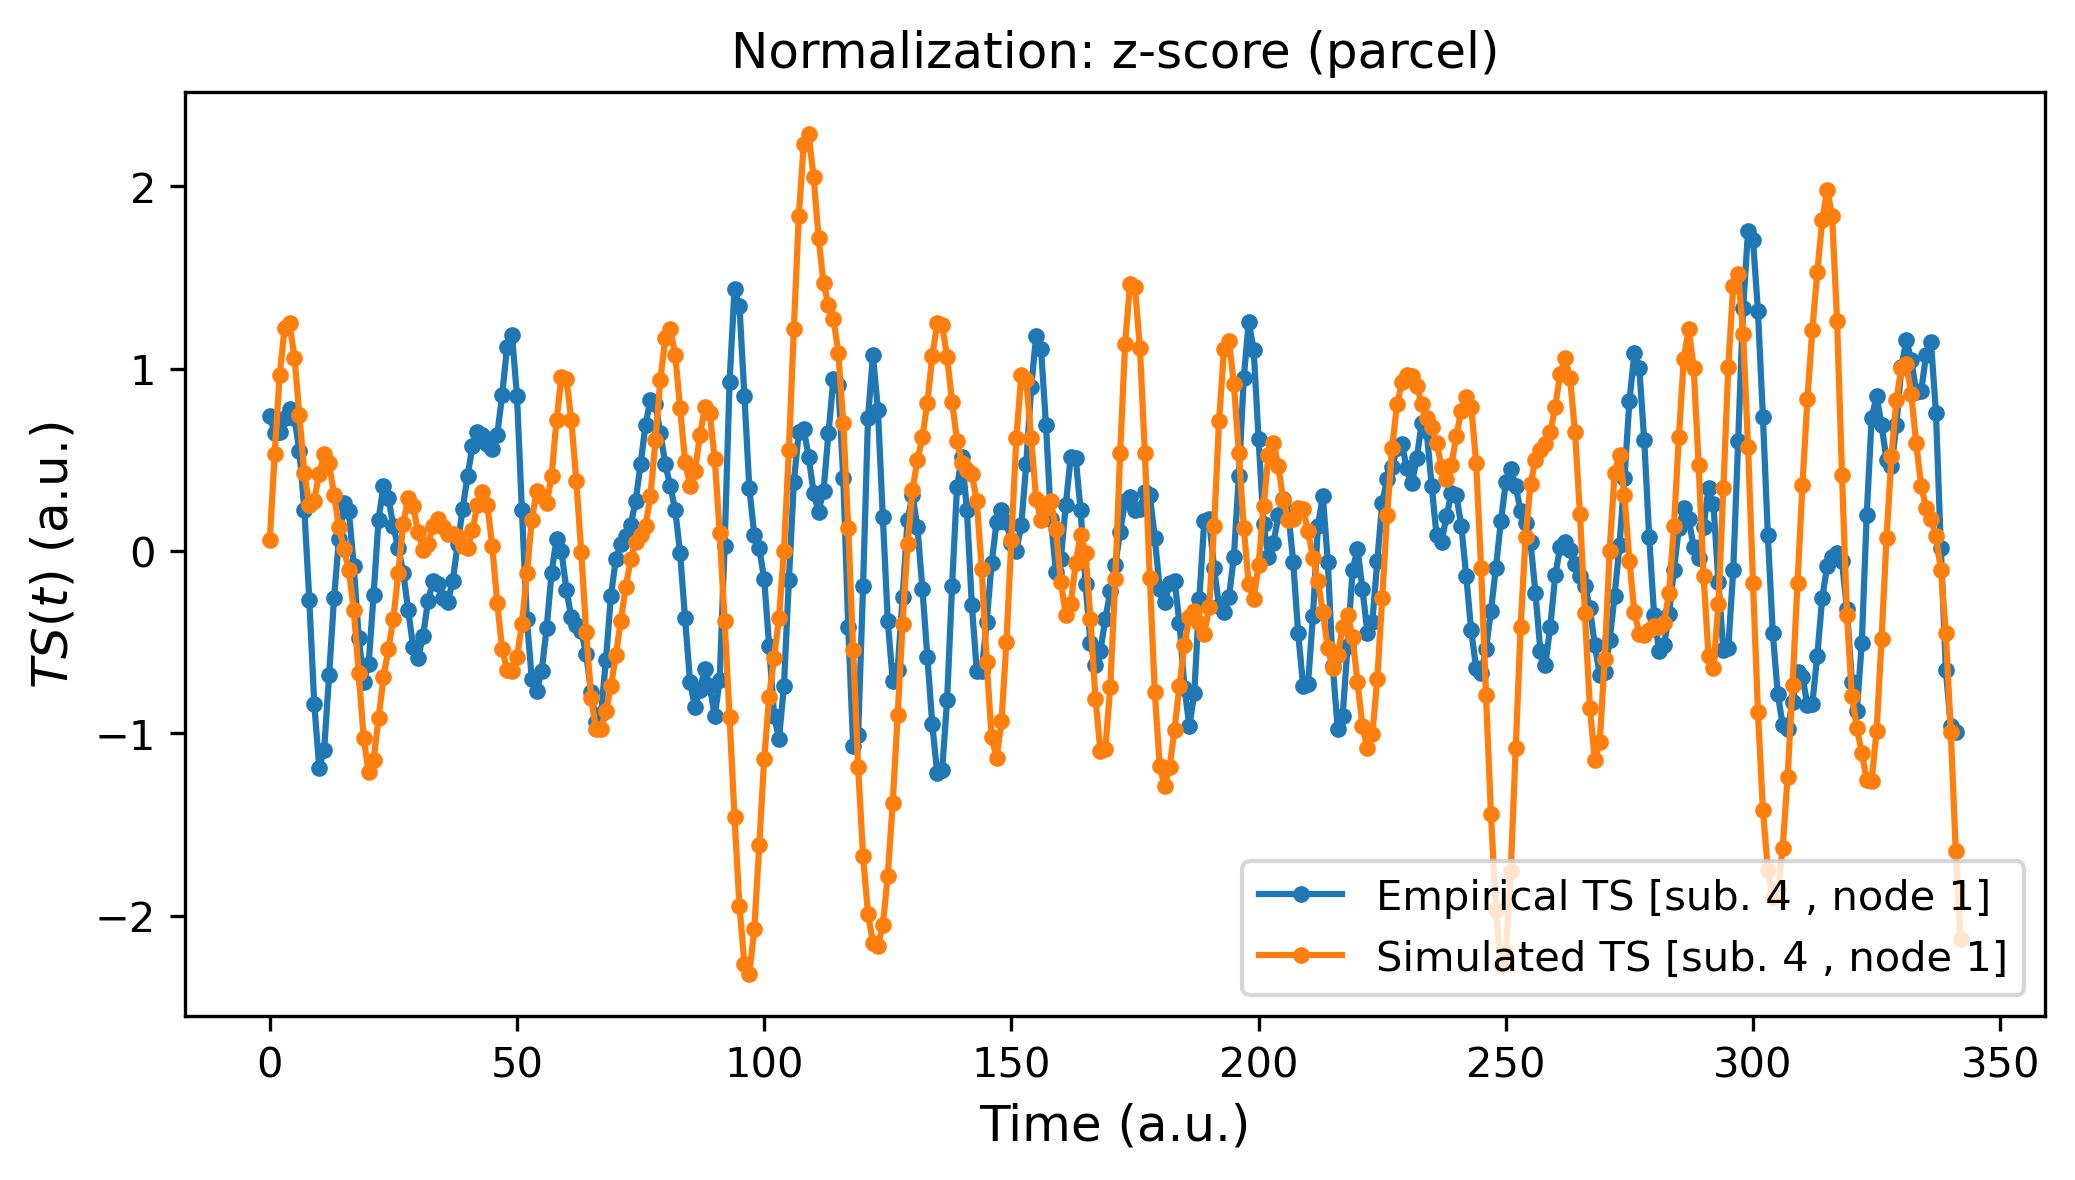 Normalization: z-score (parcel)
TS(t) (a.u.)
2
1
0
−1
−2
Empirical TS [sub. 4 , node 1]
Simulated TS [sub. 4 , node 1]
0 50 100 150 200 250 300 350
Time (a.u.)